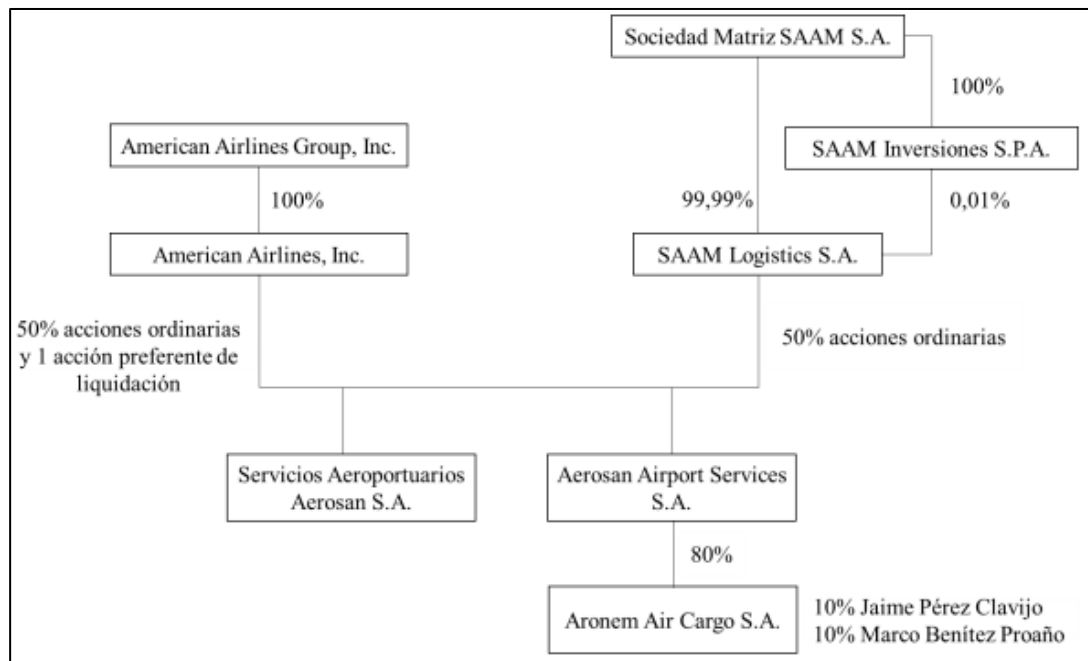 Sociedad Matriz SAAM S.A.
100%
American Airlines Group, Inc.
SAAM Inversiones S.P.A.
100%
99,99%
0,01%
American Airlines, Inc.
SAAM Logistics S.A.
50% acciones ordinarias
y 1 acción preferente de
liquidación
50% acciones ordinarias
Servicios Aeroportuarios
Aerosan S.A.
Aerosan Airport Services
S.A.
80%
Aronem Air Cargo S.A.
10% Jaime Pérez Clavijo
10% Marco Benítez Proaño